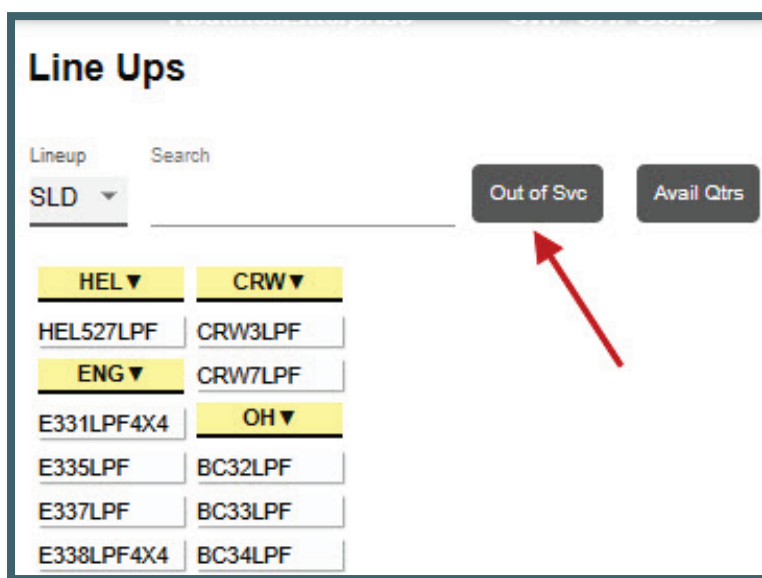 Line Ups
Lineup Search
SLD
Out of Svc Avail Qtrs
HEL▼ CRW▼
HEL527LPF CRW3LPF
ENG▼ CRW7LPF
E331LPF4X4 OH▼
E335LPF BC32LPF
E337LPF BC33LPF
E338LPF4X4 BC34LPF